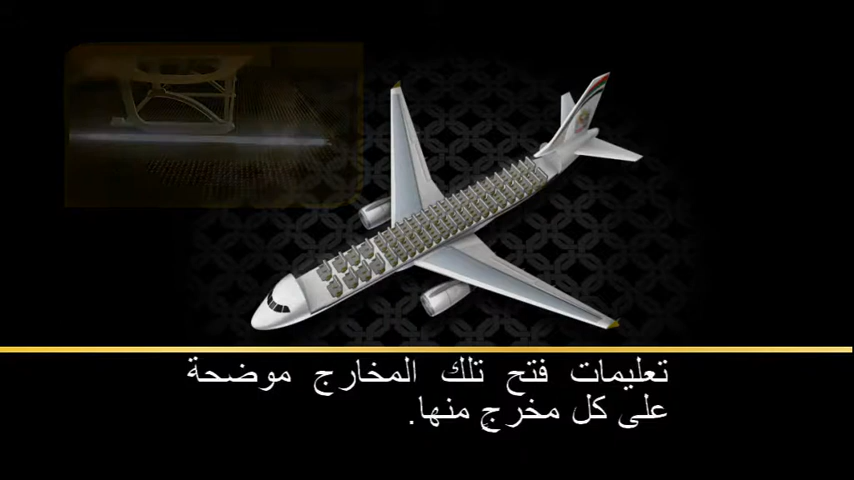 تعليمات فتح تلك المخارج موضحة
على كل مخرجٍ منها.